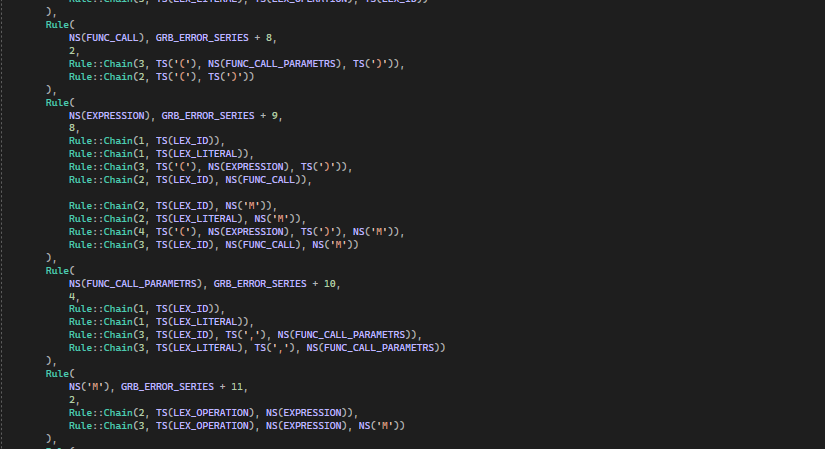 Rule::Chain(3, TS(LEX_LITERAL), TS(LEX_OPERATION), TS(LEX_ID))
),
Rule(
NS(FUNC_CALL), GRB_ERROR_SERIES + 8,
2,
Rule::Chain(3, TS('('), NS(FUNC_CALL_PARAMETRS), TS(')')),
Rule::Chain(2, TS('('), TS(')'))
),
Rule(
NS(EXPRESSION), GRB_ERROR_SERIES + 9,
8,
Rule::Chain(1, TS(LEX_ID)),
Rule::Chain(1, TS(LEX_LITERAL)),
Rule::Chain(3, TS('('), NS(EXPRESSION), TS(')')),
Rule::Chain(2, TS(LEX_ID), NS(FUNC_CALL)),
Rule::Chain(2, TS(LEX_ID), NS('M')),
Rule::Chain(2, TS(LEX_LITERAL), NS('M')),
Rule::Chain(4, TS('('), NS(EXPRESSION), TS(')'), NS('M')),
Rule::Chain(3, TS(LEX_ID), NS(FUNC_CALL), NS('M'))
),
Rule(
NS(FUNC_CALL_PARAMETRS), GRB_ERROR_SERIES + 10,
4,
Rule::Chain(1, TS(LEX_ID)),
Rule::Chain(1, TS(LEX_LITERAL)),
Rule::Chain(3, TS(LEX_ID), TS(','), NS(FUNC_CALL_PARAMETRS)),
Rule::Chain(3, TS(LEX_LITERAL), TS(','), NS(FUNC_CALL_PARAMETRS))
),
Rule(
NS('M'), GRB_ERROR_SERIES + 11,
2,
Rule::Chain(2, TS(LEX_OPERATION), NS(EXPRESSION)),
Rule::Chain(3, TS(LEX_OPERATION), NS(EXPRESSION), NS('M'))
),